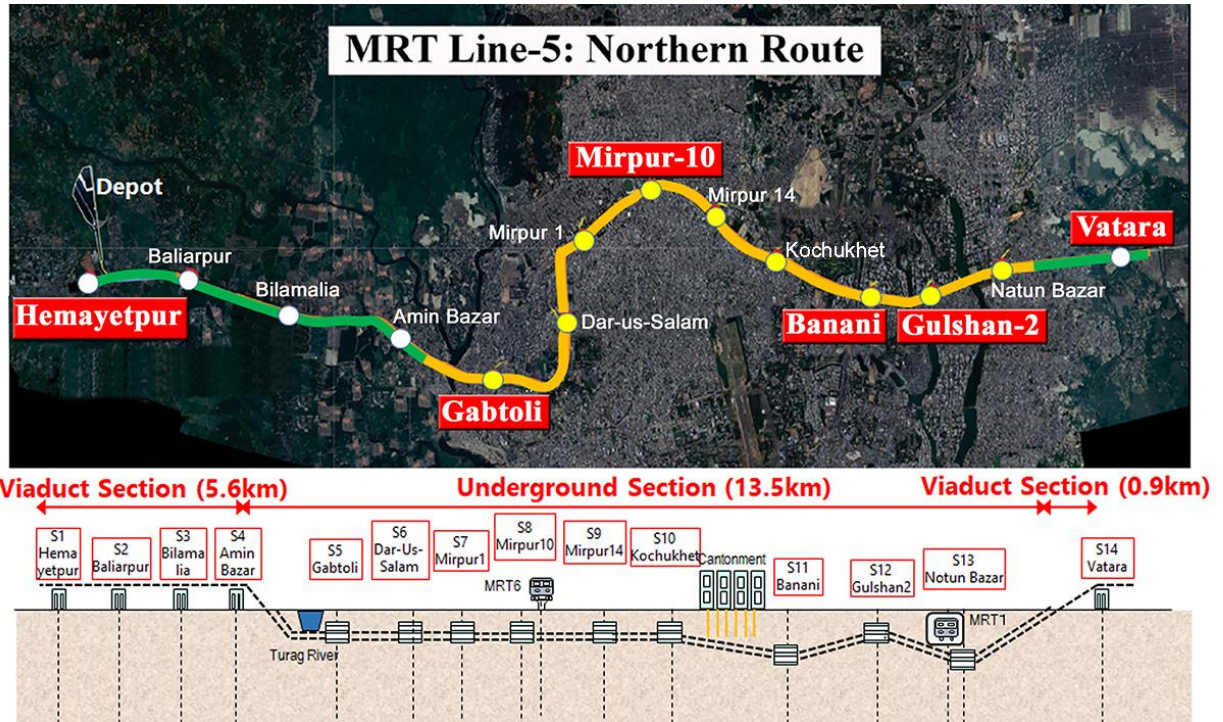 MRT Line-5: Northern Route
Depot
Mirpur-10
Mirpur 14
Vatara
Mirpur 1
Baliarpur
Kochukhet
Bilamalia
Natun Bazar
Hemayetpur
Amin Bazar
Dar-us-Salam
Banani
Gulshan-2
Gabtoli
Viaduct Section (5.6km)
Underground Section (13.5km)
Viaduct Section (0.9km)
S1
Hema
yetpur
S2
Baliarpur
S3
Bilama
lia
S4
Amin
Bazar
S5
Gabtoli
S6
Dar-Us-
Salam
S7
Mirpur1
S8
Mirpur10
S9
Mirpur14
S10
Kochukhet
Cantonment
S11
Banani
S12
Gulshan2
S13
Notun Bazar
S14
Vatara
MRT6
MRT1
Turag River